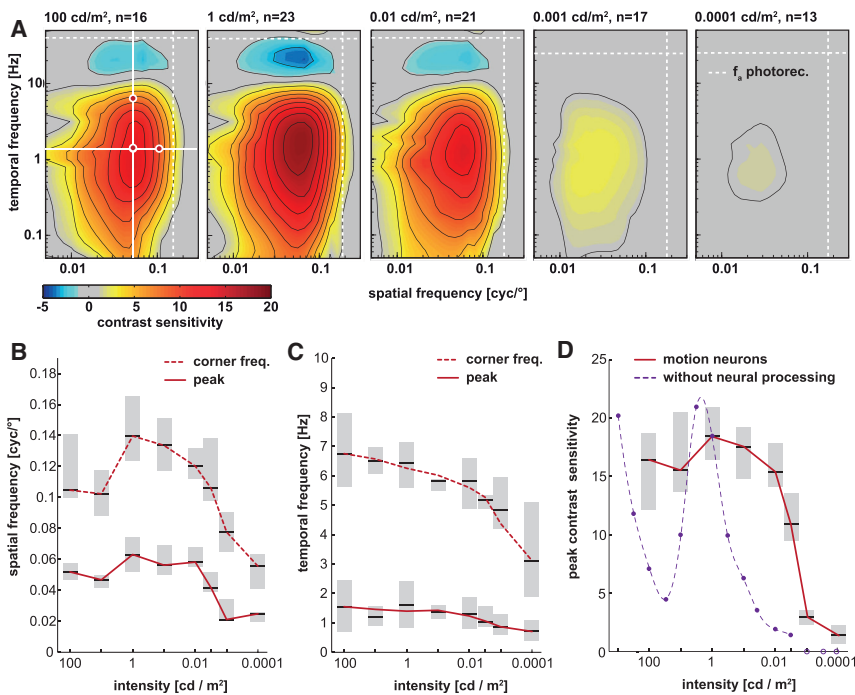 A
100 cd/m², n=16
1 cd/m², n=23
0.01 cd/m², n=21
0.001 cd/m², n=17
0.0001 cd/m², n=13
temporal frequency [Hz]
10
1
0.1
f a photorec.
0.01 0.1
0.01 0.1
0.01 0.1
0.1
0.1
-5 0 5 10 15 20
contrast sensitivity
spatial frequency [cyc/°]
B
corner freq.
peak
spatial frequency [cyc/°]
0.18
0.16
0.14
0.12
0.1
0.08
0.06
0.04
0.02
0
100 1 0.01 0.0001
intensity [cd / m²]
C
corner freq.
peak
temporal frequency [Hz]
10
9
8
7
6
5
4
3
2
1
0
100 1 0.01 0.0001
intensity [cd / m²]
D
motion neurons
without neural processing
peak contrast sensitivity
25
20
15
10
5
0
100 1 0.01 0.0001
intensity [cd / m²]